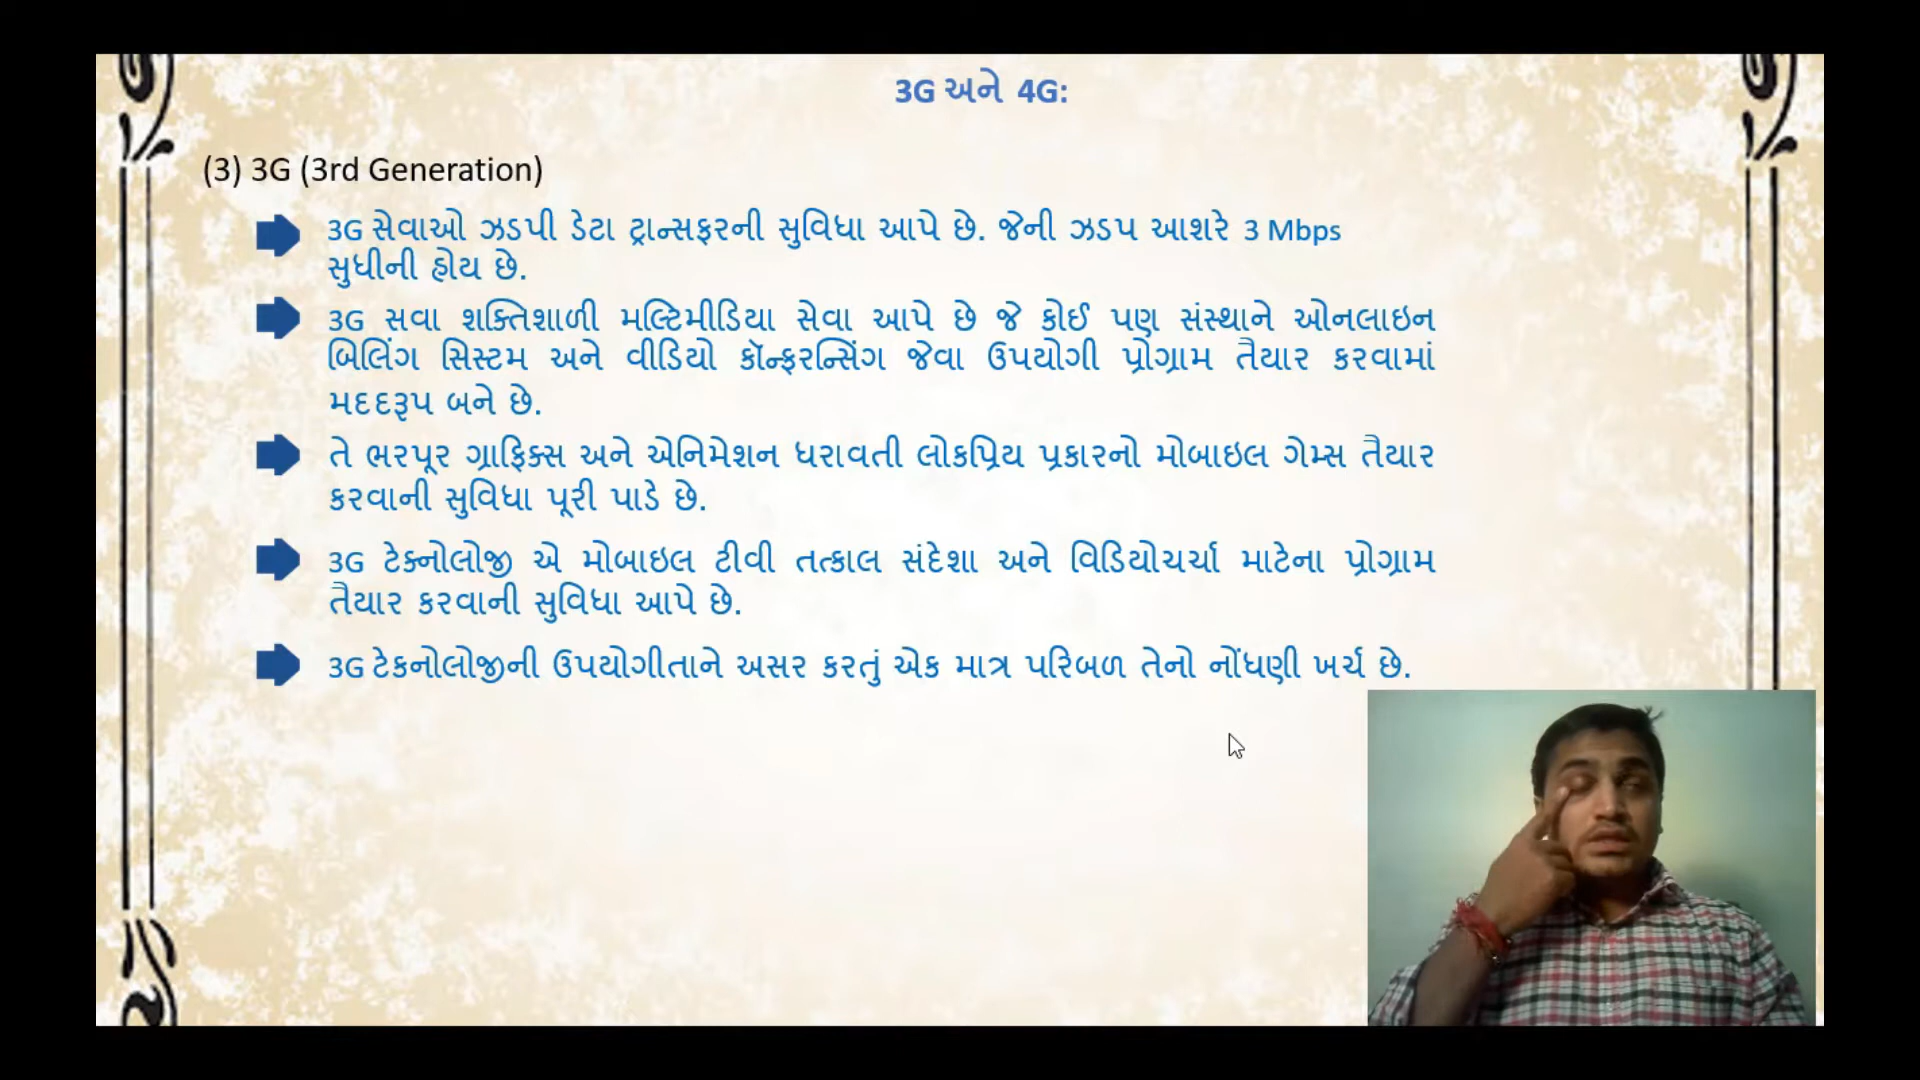 3G અને 4G:
(3) 3G (3rd Generation)
3G સેવાઓ ઝડપી ડેટા ટ્રાન્સફરની સુવિધા આપે છે. જેની ઝડપ આશરે 3 Mbps
સુધીની હોય છે.
3G સવા શક્તિશાળી મલ્ટિમીડિયા સેવા આપે છે જે કોઈ પણ સંસ્થાને ઓનલાઇન
બિલિંગ સિસ્ટમ અને વીડિયો કૉન્ફરન્સિંગ જેવા ઉપયોગી પ્રોગ્રામ તૈયાર કરવામાં
મદદરૂપ બને છે.
તે ભરપૂર ગ્રાફિક્સ અને એનિમેશન ધરાવતી લોકપ્રિય પ્રકારનો મોબાઇલ ગેમ્સ તૈયાર
કરવાની સુવિધા પૂરી પાડે છે.
3G ટેક્નોલોજી એ મોબાઇલ ટીવી તત્કાલ સંદેશા અને વિડિયોચર્ચા માટેના પ્રોગ્રામ
તૈયાર કરવાની સુવિધા આપે છે.
3G ટેકનોલોજીની ઉપયોગીતાને અસર કરતું એક માત્ર પરિબળ તેનો નોંધણી ખર્ચ છે.